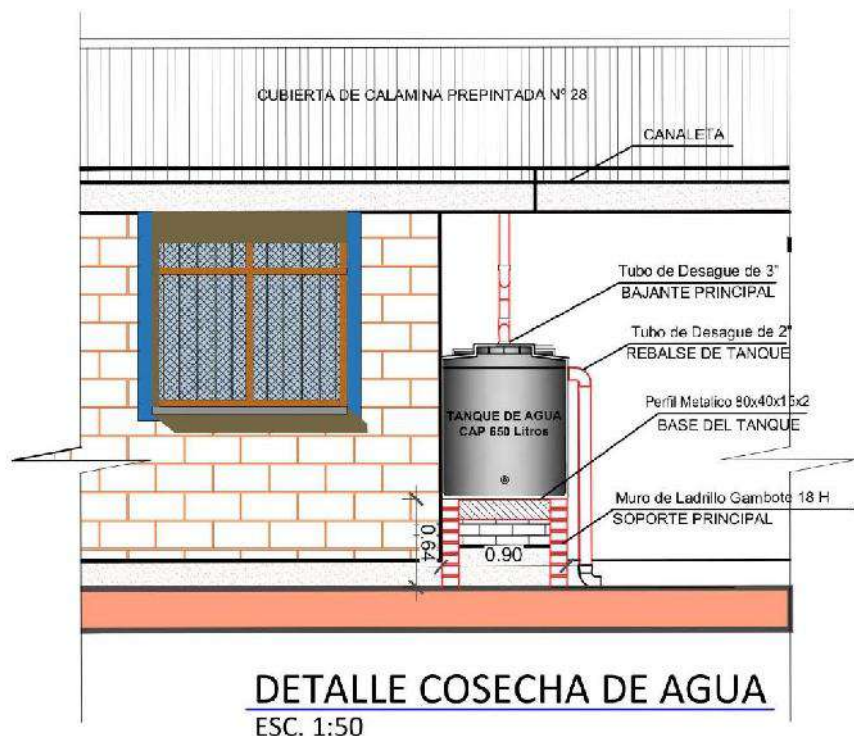 CUBIERTA DE CALAMINA PREPINTADA Nº 28
CANALETA
Tubo de Desague de 3"
BAJANTE PRINCIPAL
Tubo de Desague de 2"
REBALSE DE TANQUE
TANQUE DE AGUA
CAP 650 Litros
Perfil Metalico 80x40x15x2
BASE DEL TANQUE
Muro de Ladrillo Gambote 18 H
SOPORTE PRINCIPAL
0.64
0.90
DETALLE COSECHA DE AGUA
ESC. 1:50